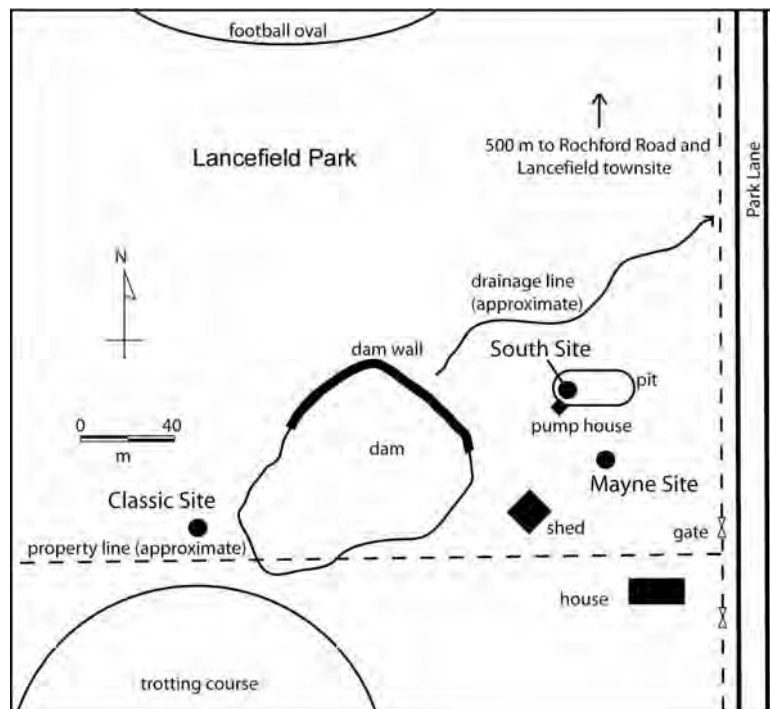 football oval
Lancefield Park
500 m to Rochford Road and
Lancefield townsite
Park Lane
N
drainage line
(approximate)
dam wall
South Site
pit
0 40
m
pump house
dam
Mayne Site
Classic Site
shed
gate
property line (approximate)
house
trotting course